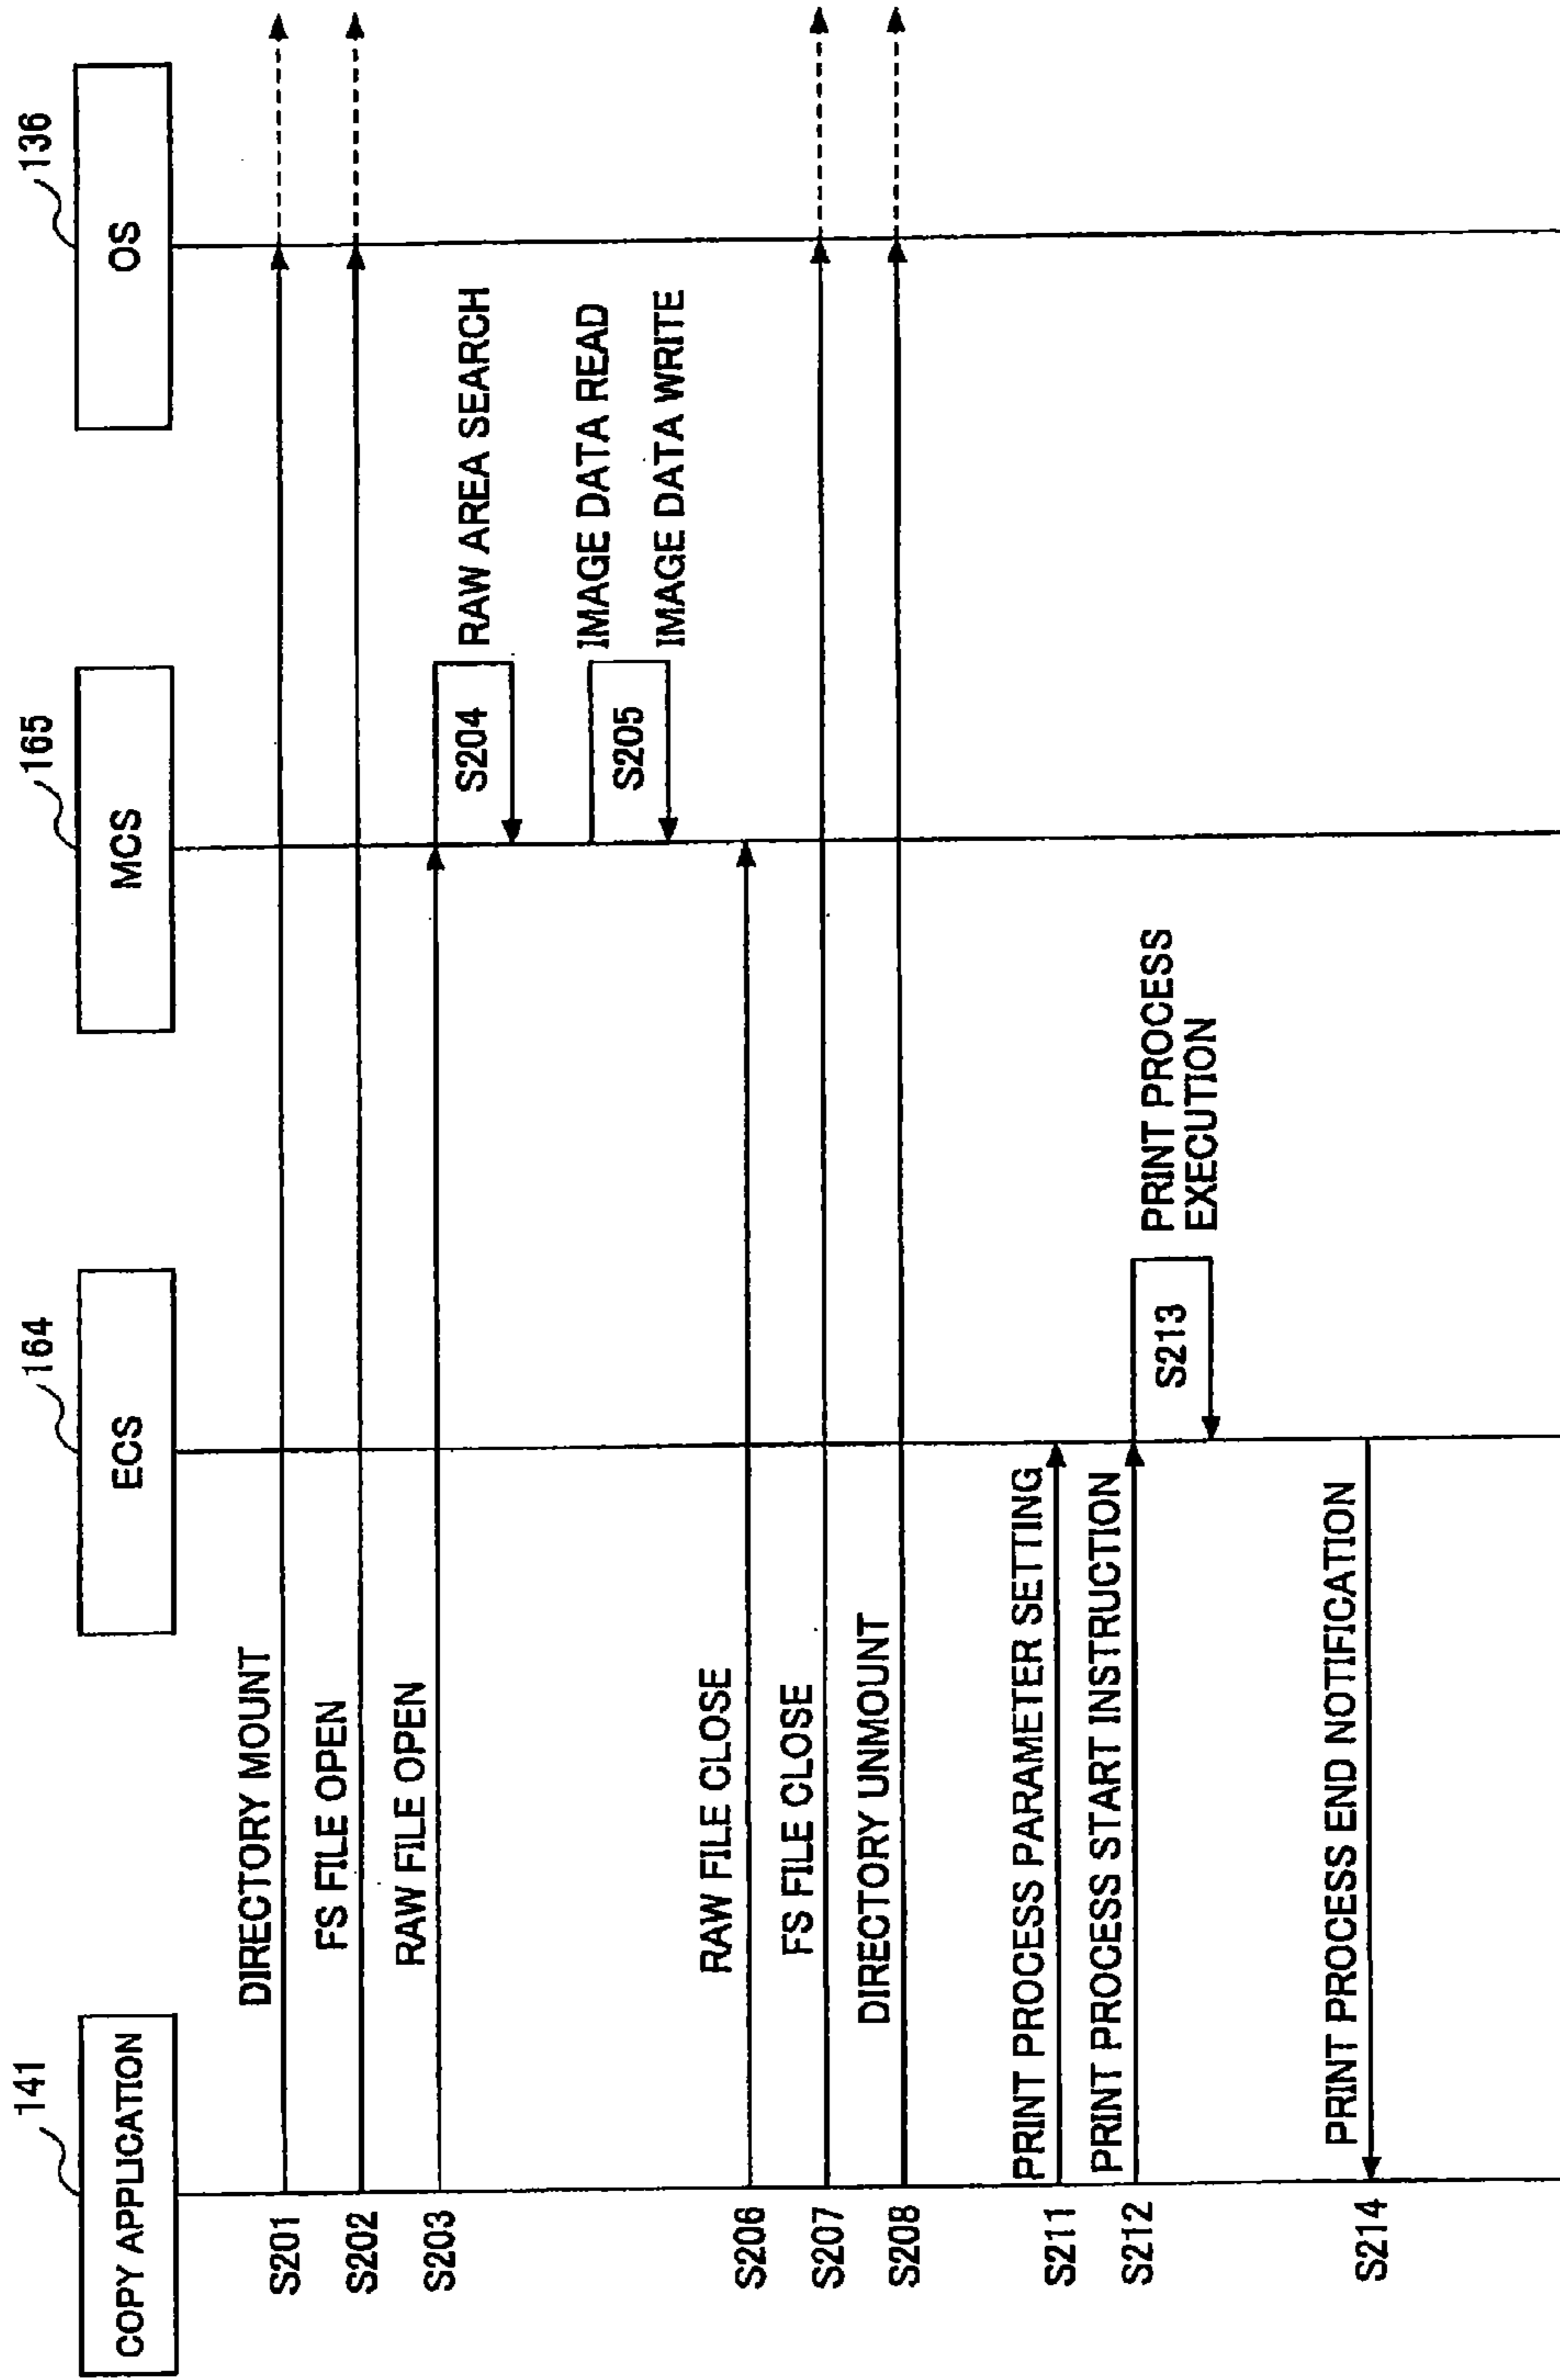 141
COPY APPLICATION
164
ECS
165
MCS
136
OS
S201
DIRECTORY MOUNT
S202
FS FILE OPEN
S203
RAW FILE OPEN
S204
RAW AREA SEARCH
S205
IMAGE DATA READ
IMAGE DATA WRITE
S206
RAW FILE CLOSE
S207
FS FILE CLOSE
S208
DIRECTORY UNMOUNT
S211
PRINT PROCESS PARAMETER SETTING
S212
PRINT PROCESS START INSTRUCTION
S213
PRINT PROCESS
EXECUTION
S214
PRINT PROCESS END NOTIFICATION